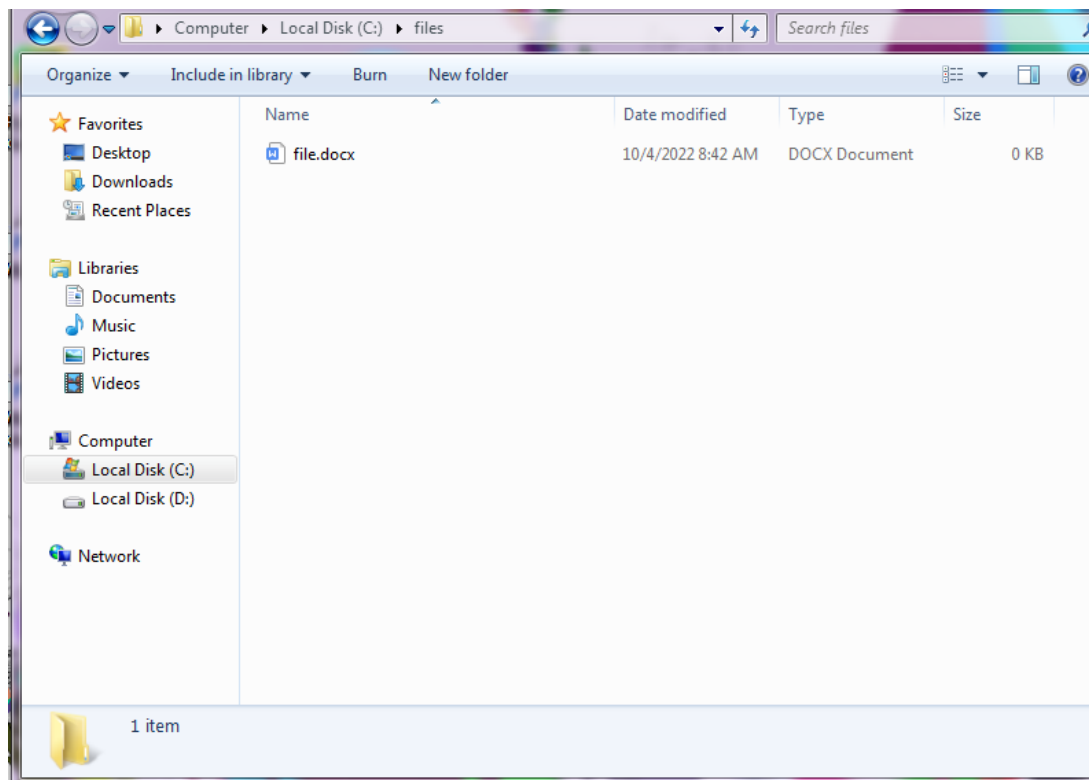 Computer ▸ Local Disk (C:) ▸ files
Search files
Organize Include in library Burn New folder
Favorites
Desktop
Downloads
Recent Places
Libraries
Documents
Music
Pictures
Videos
Computer
Local Disk (C:)
Local Disk (D:)
Network
Name Date modified Type Size
file.docx 10/4/2022 8:42 AM DOCX Document 0 KB
1 item